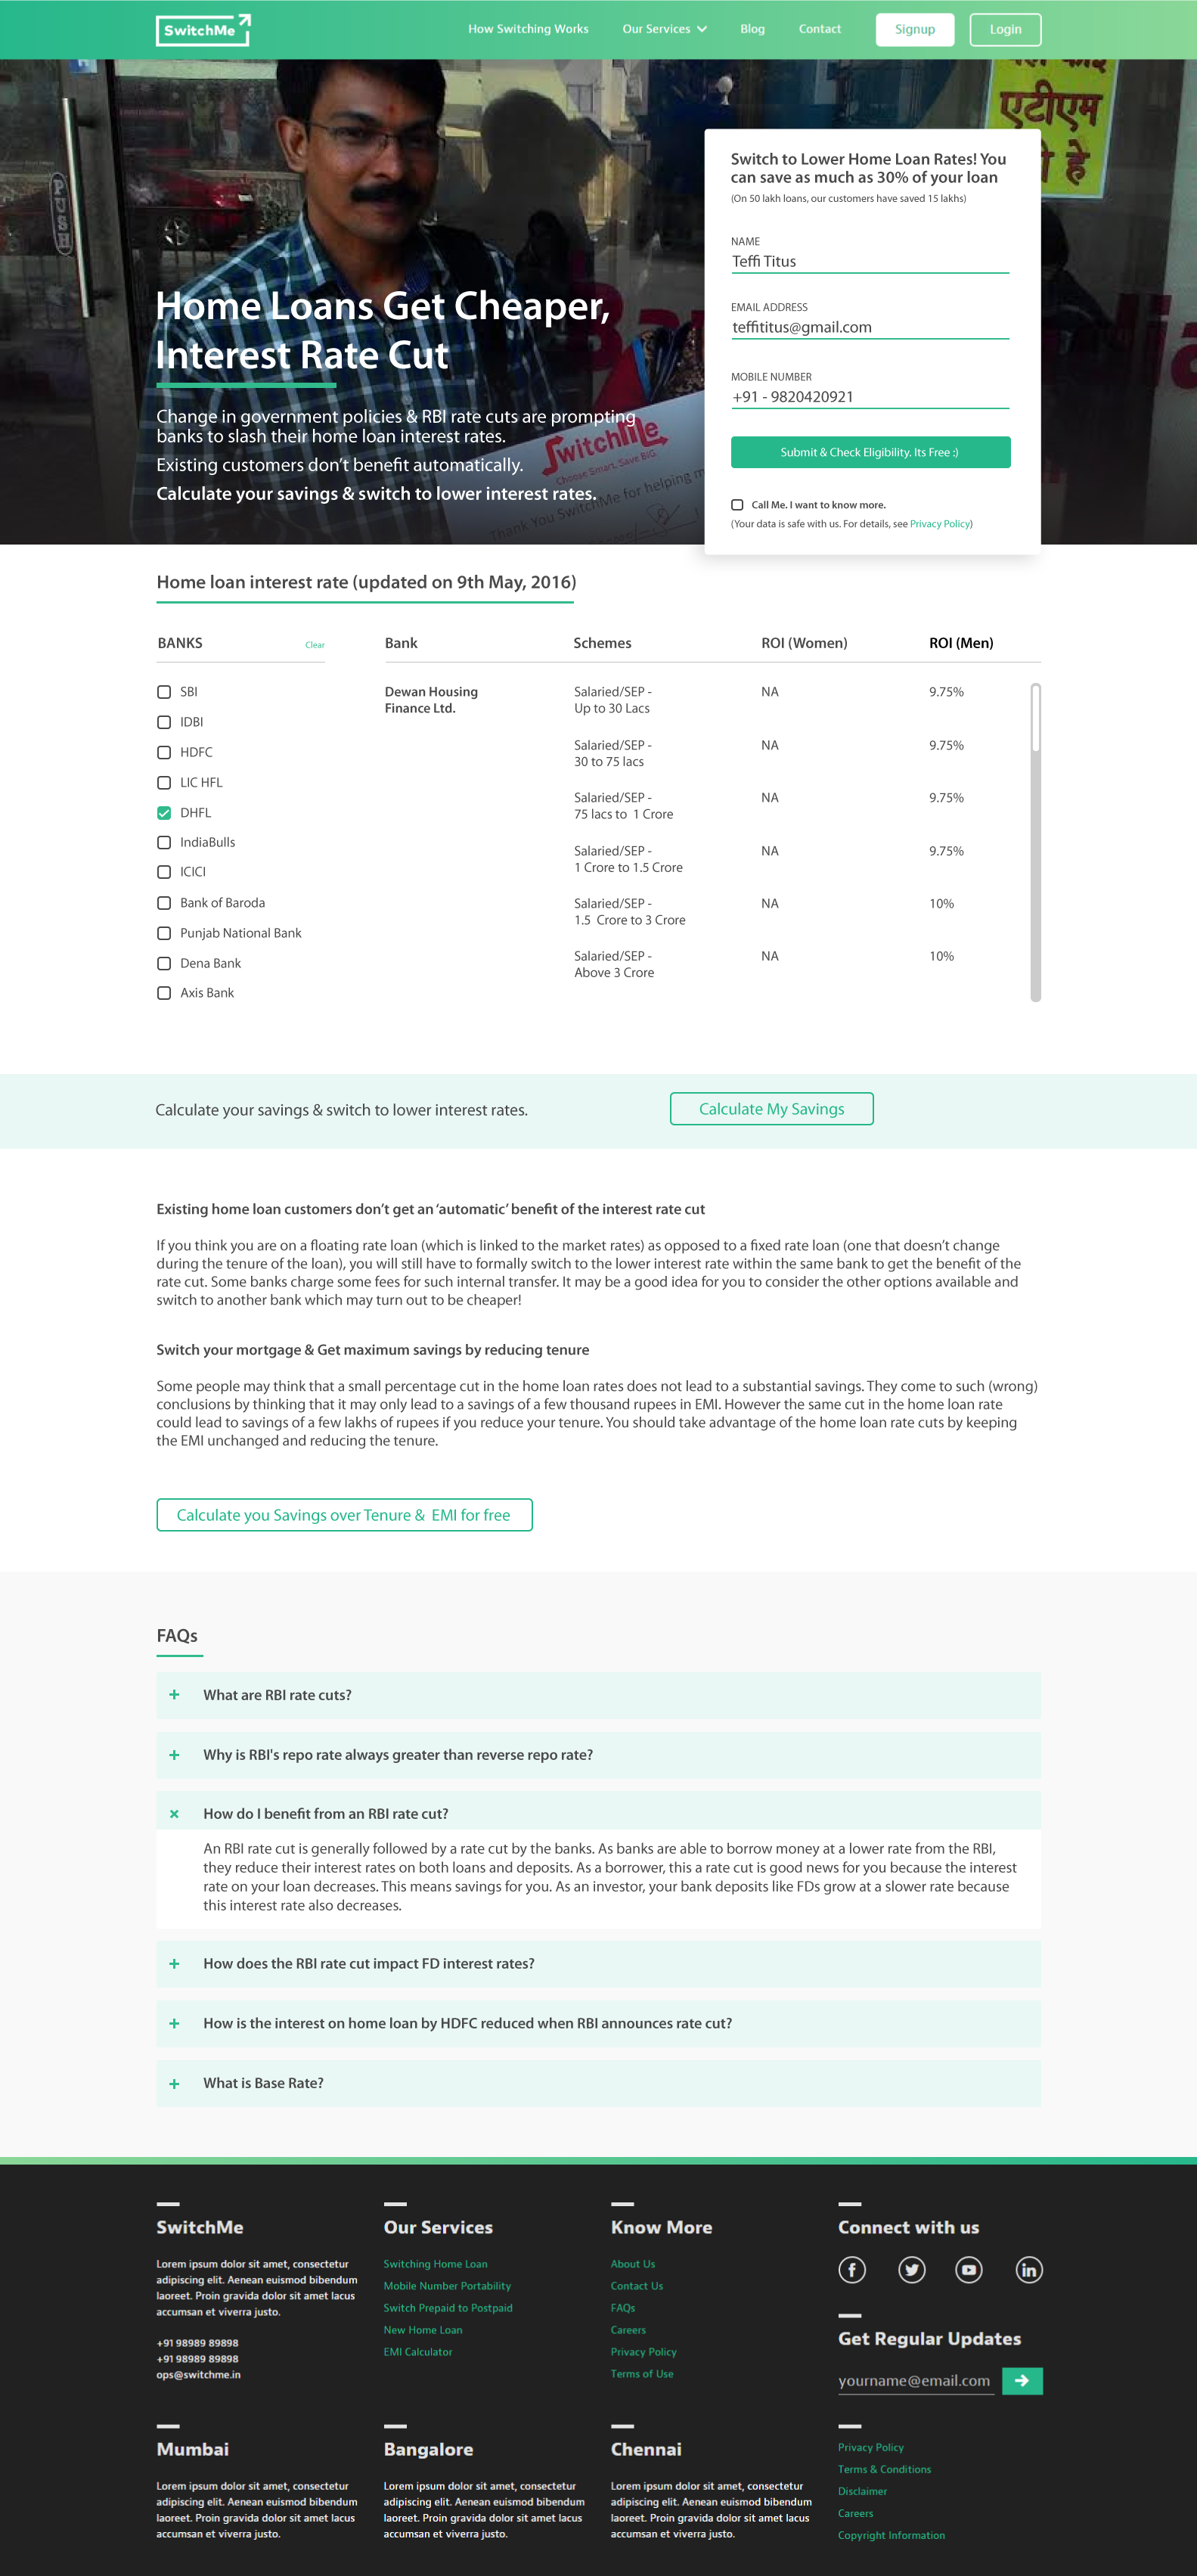 SwitchMe
How Switching Works
Our Services
Blog
Contact
Signup
Login
PUSH
एटीएम
है
Switch to Lower Home Loan Rates! You
can save as much as 30% of your loan
(On 50 lakh loans, our customers have saved 15 lakhs)
NAME
Teffi Titus
EMAIL ADDRESS
teffititus@gmail.com
MOBILE NUMBER
+91 - 9820420921
Submit & Check Eligibility. Its Free :)
Call Me. I want to know more.
(Your data is safe with us. For details, see Privacy Policy)
Home Loans Get Cheaper,
Interest Rate Cut
Change in government policies & RBI rate cuts are prompting
banks to slash their home loan interest rates.
Existing customers don’t benefit automatically.
Calculate your savings & switch to lower interest rates.
SwitchMe
Choose Smart, Save BIG
Thank You SwitchMe for helping m
Home loan interest rate (updated on 9th May, 2016)
BANKS
Clear
SBI
IDBI
HDFC
LIC HFL
DHFL
IndiaBulls
ICICI
Bank of Baroda
Punjab National Bank
Dena Bank
Axis Bank
Bank Schemes ROI (Women) ROI (Men)
Dewan Housing
Finance Ltd.
Salaried/SEP - NA 9.75%
Up to 30 Lacs
Salaried/SEP - NA 9.75%
30 to 75 lacs
Salaried/SEP - NA 9.75%
75 lacs to 1 Crore
Salaried/SEP - NA 9.75%
1 Crore to 1.5 Crore
Salaried/SEP - NA 10%
1.5 Crore to 3 Crore
Salaried/SEP - NA 10%
Above 3 Crore
Calculate your savings & switch to lower interest rates.
Calculate My Savings
Existing home loan customers don’t get an ‘automatic’ benefit of the interest rate cut
If you think you are on a floating rate loan (which is linked to the market rates) as opposed to a fixed rate loan (one that doesn’t change
during the tenure of the loan), you will still have to formally switch to the lower interest rate within the same bank to get the benefit of the
rate cut. Some banks charge some fees for such internal transfer. It may be a good idea for you to consider the other options available and
switch to another bank which may turn out to be cheaper!
Switch your mortgage & Get maximum savings by reducing tenure
Some people may think that a small percentage cut in the home loan rates does not lead to a substantial savings. They come to such (wrong)
conclusions by thinking that it may only lead to a savings of a few thousand rupees in EMI. However the same cut in the home loan rate
could lead to savings of a few lakhs of rupees if you reduce your tenure. You should take advantage of the home loan rate cuts by keeping
the EMI unchanged and reducing the tenure.
Calculate you Savings over Tenure & EMI for free
FAQs
+ What are RBI rate cuts?
+ Why is RBI's repo rate always greater than reverse repo rate?
× How do I benefit from an RBI rate cut?
An RBI rate cut is generally followed by a rate cut by the banks. As banks are able to borrow money at a lower rate from the RBI,
they reduce their interest rates on both loans and deposits. As a borrower, this a rate cut is good news for you because the interest
rate on your loan decreases. This means savings for you. As an investor, your bank deposits like FDs grow at a slower rate because
this interest rate also decreases.
+ How does the RBI rate cut impact FD interest rates?
+ How is the interest on home loan by HDFC reduced when RBI announces rate cut?
+ What is Base Rate?
SwitchMe
Lorem ipsum dolor sit amet, consectetur
adipiscing elit. Aenean euismod bibendum
laoreet. Proin gravida dolor sit amet lacus
accumsan et viverra justo.
+91 98989 89898
+91 98989 89898
ops@switchme.in
Our Services
Switching Home Loan
Mobile Number Portability
Switch Prepaid to Postpaid
New Home Loan
EMI Calculator
Know More
About Us
Contact Us
FAQs
Careers
Privacy Policy
Terms of Use
Connect with us
Get Regular Updates
yourname@email.com
Mumbai
Lorem ipsum dolor sit amet, consectetur
adipiscing elit. Aenean euismod bibendum
laoreet. Proin gravida dolor sit amet lacus
accumsan et viverra justo.
Bangalore
Lorem ipsum dolor sit amet, consectetur
adipiscing elit. Aenean euismod bibendum
laoreet. Proin gravida dolor sit amet lacus
accumsan et viverra justo.
Chennai
Lorem ipsum dolor sit amet, consectetur
adipiscing elit. Aenean euismod bibendum
laoreet. Proin gravida dolor sit amet lacus
accumsan et viverra justo.
Privacy Policy
Terms & Conditions
Disclaimer
Careers
Copyright Information